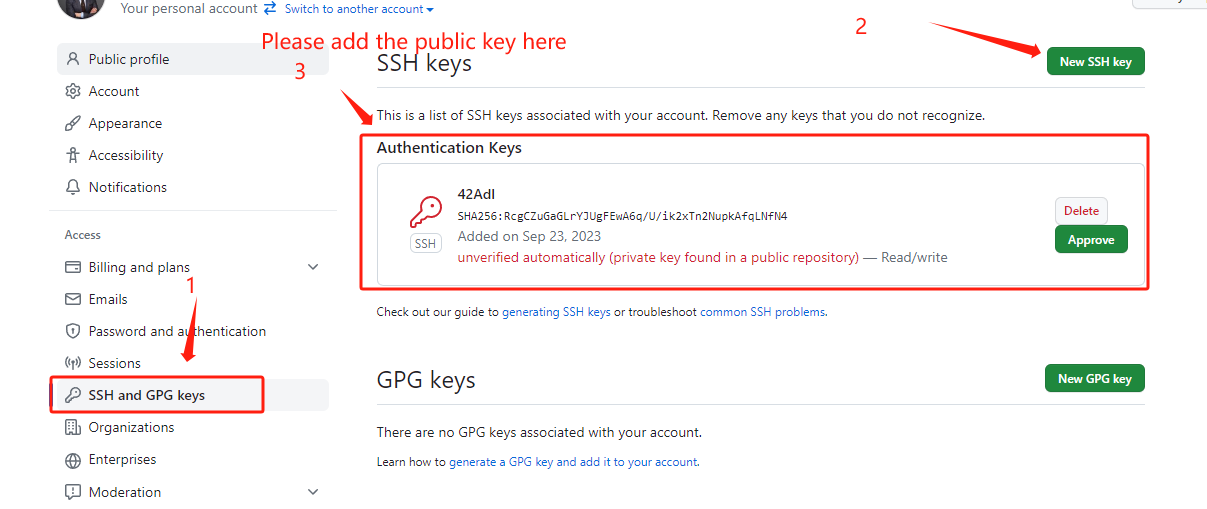 Your personal account Switch to another account
Please add the public key here
2
3
SSH keys
New SSH key
Public profile
Account
Appearance
Accessibility
Notifications
This is a list of SSH keys associated with your account. Remove any keys that you do not recognize.
Authentication Keys
42Adl
SHA256:RcgCZuGaGLrYJUgFEwA6q/U/ik2xTn2NupkAfqLNfN4
SSH
Added on Sep 23, 2023
unverified automatically (private key found in a public repository) — Read/write
Delete
Approve
Access
Billing and plans
1
Emails
Password and authentication
Sessions
SSH and GPG keys
Organizations
Enterprises
Moderation
Check out our guide to generating SSH keys or troubleshoot common SSH problems.
GPG keys
New GPG key
There are no GPG keys associated with your account.
Learn how to generate a GPG key and add it to your account.